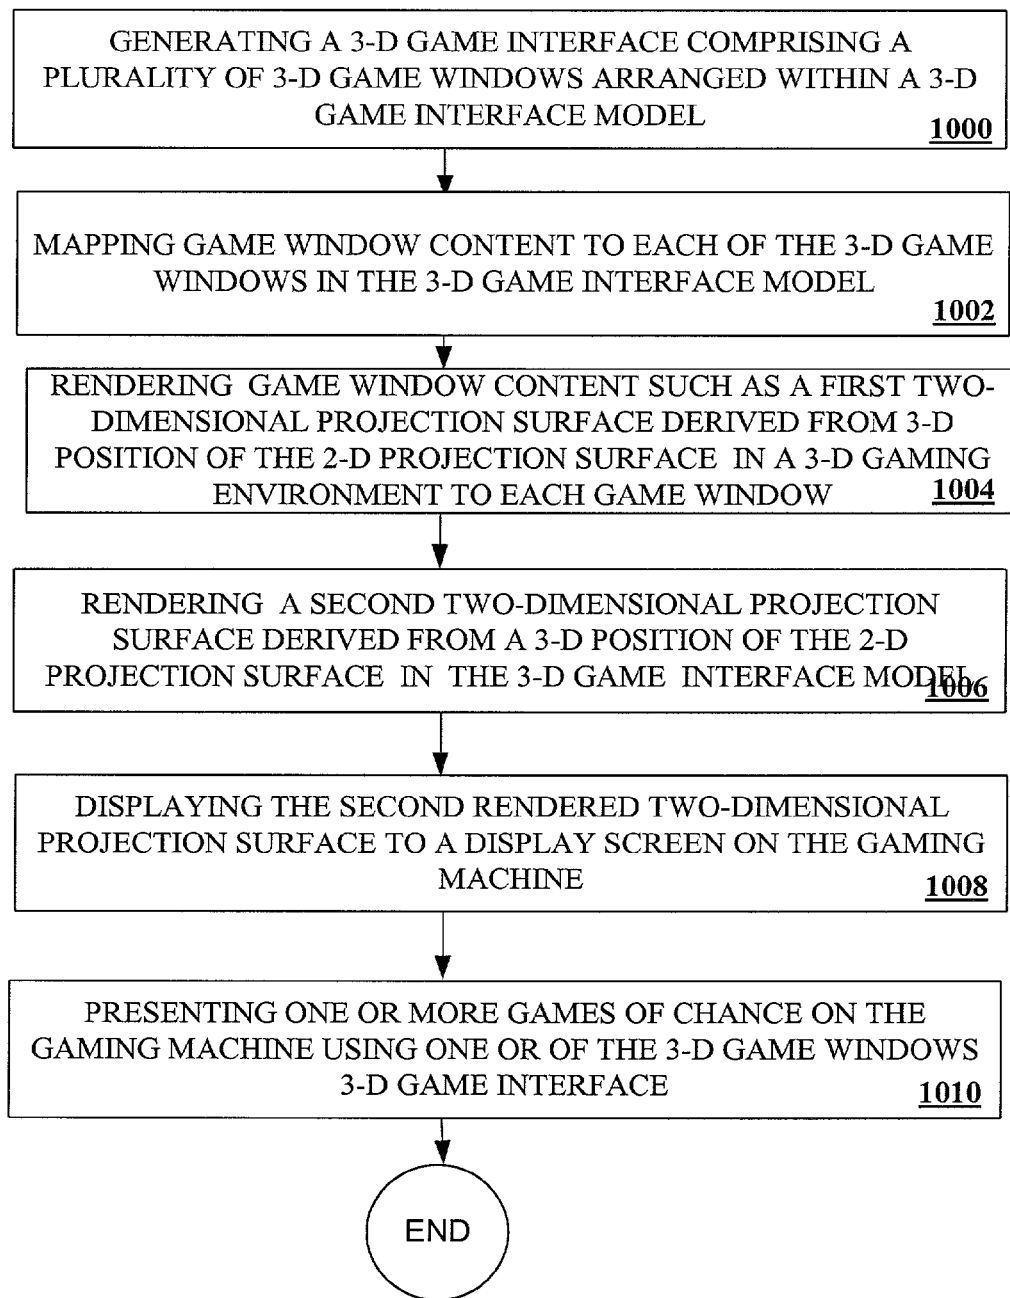 GENERATING A 3-D GAME INTERFACE COMPRISING A
PLURALITY OF 3-D GAME WINDOWS ARRANGED WITHIN A 3-D
GAME INTERFACE MODEL
1000
MAPPING GAME WINDOW CONTENT TO EACH OF THE 3-D GAME
WINDOWS IN THE 3-D GAME INTERFACE MODEL
1002
RENDERING GAME WINDOW CONTENT SUCH AS A FIRST TWO-
DIMENSIONAL PROJECTION SURFACE DERIVED FROM 3-D
POSITION OF THE 2-D PROJECTION SURFACE IN A 3-D GAMING
ENVIRONMENT TO EACH GAME WINDOW
1004
RENDERING A SECOND TWO-DIMENSIONAL PROJECTION
SURFACE DERIVED FROM A 3-D POSITION OF THE 2-D
PROJECTION SURFACE IN THE 3-D GAME INTERFACE MODEL.
1006
DISPLAYING THE SECOND RENDERED TWO-DIMENSIONAL
PROJECTION SURFACE TO A DISPLAY SCREEN ON THE GAMING
MACHINE
1008
PRESENTING ONE OR MORE GAMES OF CHANCE ON THE
GAMING MACHINE USING ONE OR OF THE 3-D GAME WINDOWS
3-D GAME INTERFACE
1010
END